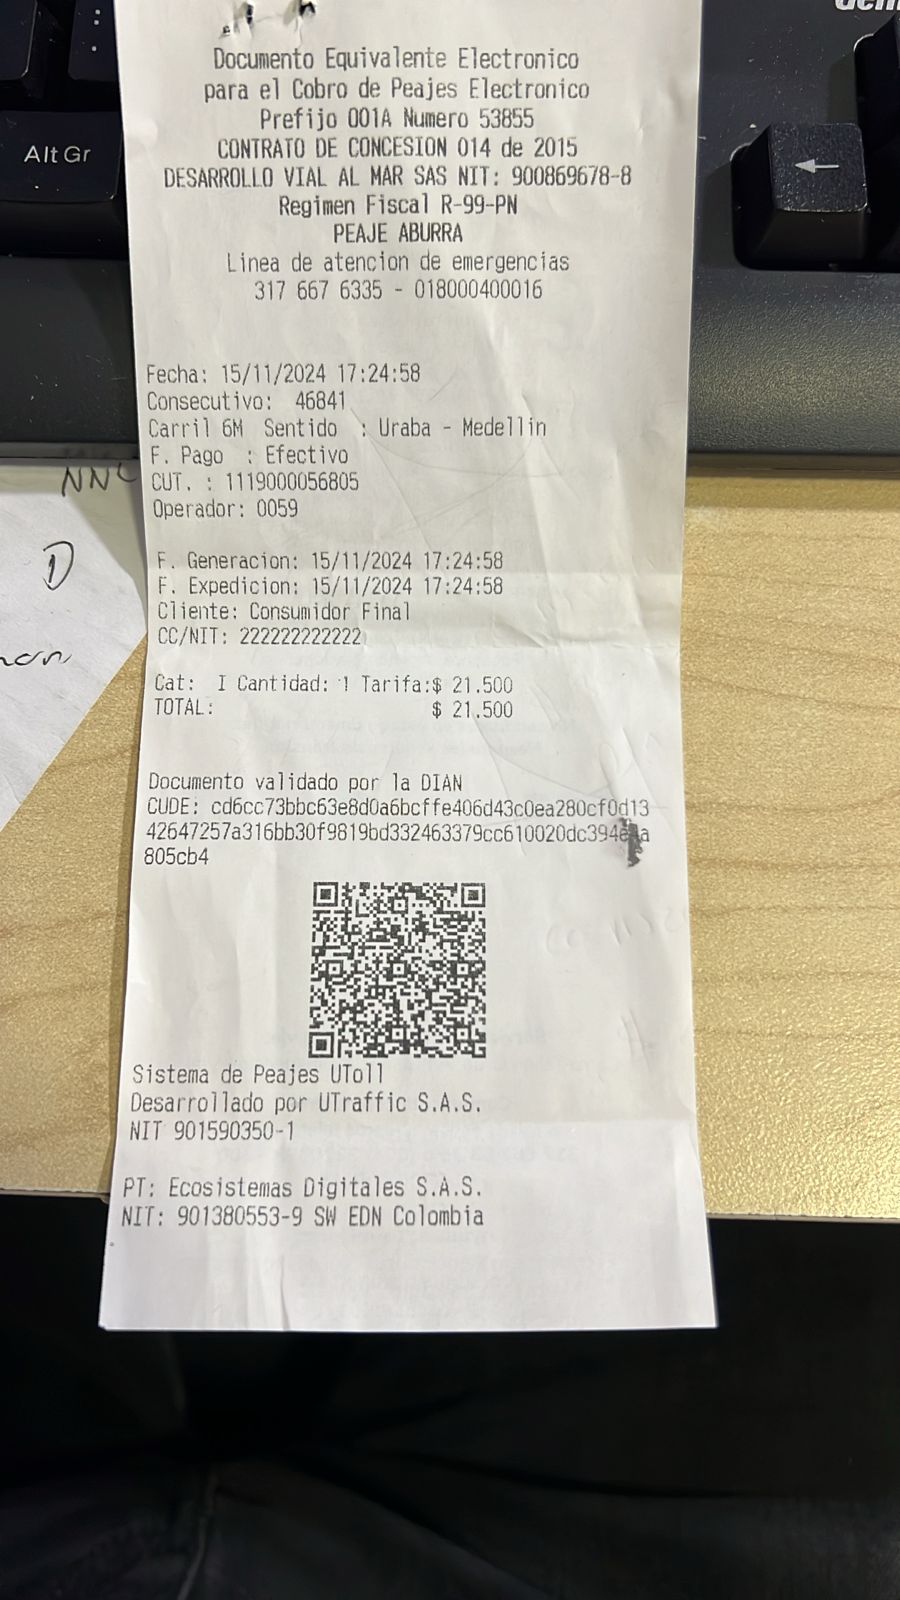 Alt Gr
←
Documento Equivalente Electronico
para el Cobro de Peajes Electronico
Prefijo 001A Numero 53855
CONTRATO DE CONCESION 014 de 2015
DESARROLLO VIAL AL MAR SAS NIT: 900869678-8
Regimen Fiscal R-99-PN
PEAJE ABURRA
Linea de atencion de emergencias
317 667 6335 - 018000400016
Fecha: 15/11/2024 17:24:58
Consecutivo: 46841
Carril 6M Sentido : Uraba - Medellin
F. Pago : Efectivo
CUT. : 1119000056805
Operador: 0059
F. Generacion: 15/11/2024 17:24:58
F. Expedicion: 15/11/2024 17:24:58
Cliente: Consumidor Final
CC/NIT: 222222222222
Cat: I Cantidad: 1 Tarifa:$ 21.500
TOTAL: $ 21.500
Documento validado por la DIAN
CUDE: cd6cc73bbc63e8d0a6bcffe406d43c0ea280cf0d13
805cb4
Sistema de Peajes UToll
Desarrollado por UTraffic S.A.S.
NIT 901590350-1
PT: Ecosistemas Digitales S.A.S.
NIT: 901380553-9 SW EDN Colombia
D